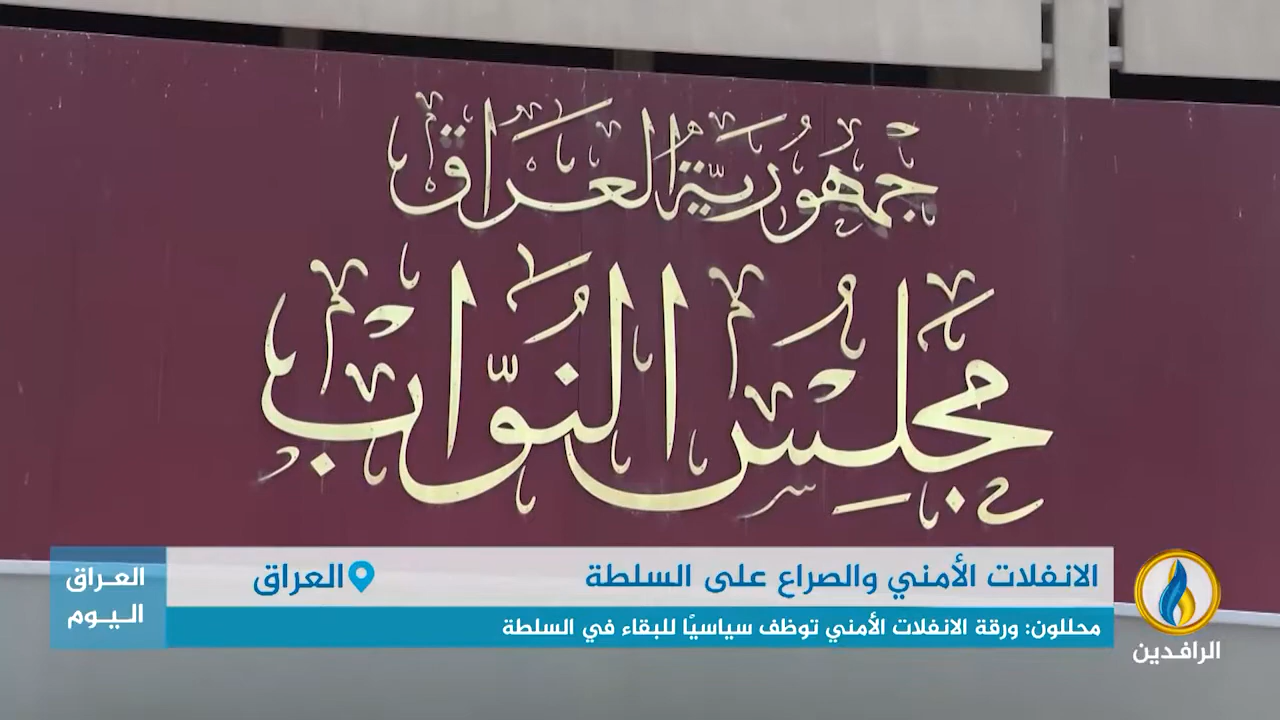 جمهورية العراق
مجلس النواب
الانفلات الأمني والصراع على السلطة
العراق
محللون: ورقة الانفلات الأمني توظف سياسيًا للبقاء في السلطة
العراق
اليوم
الرافدين